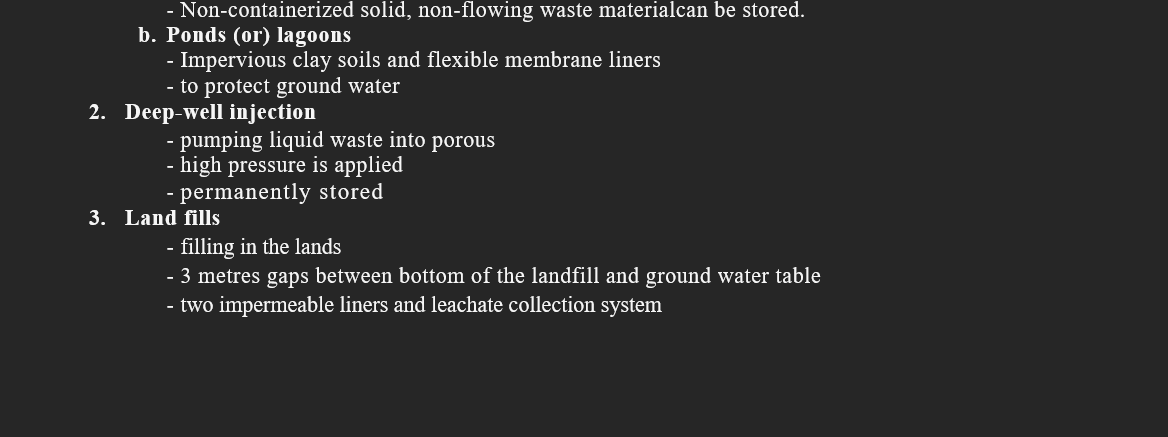 - Non-containerized solid, non-flowing waste materialcan be stored.
b. Ponds (or) lagoons
- Impervious clay soils and flexible membrane liners
- to protect ground water
2. Deep-well injection
- pumping liquid waste into porous
- high pressure is applied
- permanently stored
3. Land fills
- filling in the lands
- 3 metres gaps between bottom of the landfill and ground water table
- two impermeable liners and leachate collection system